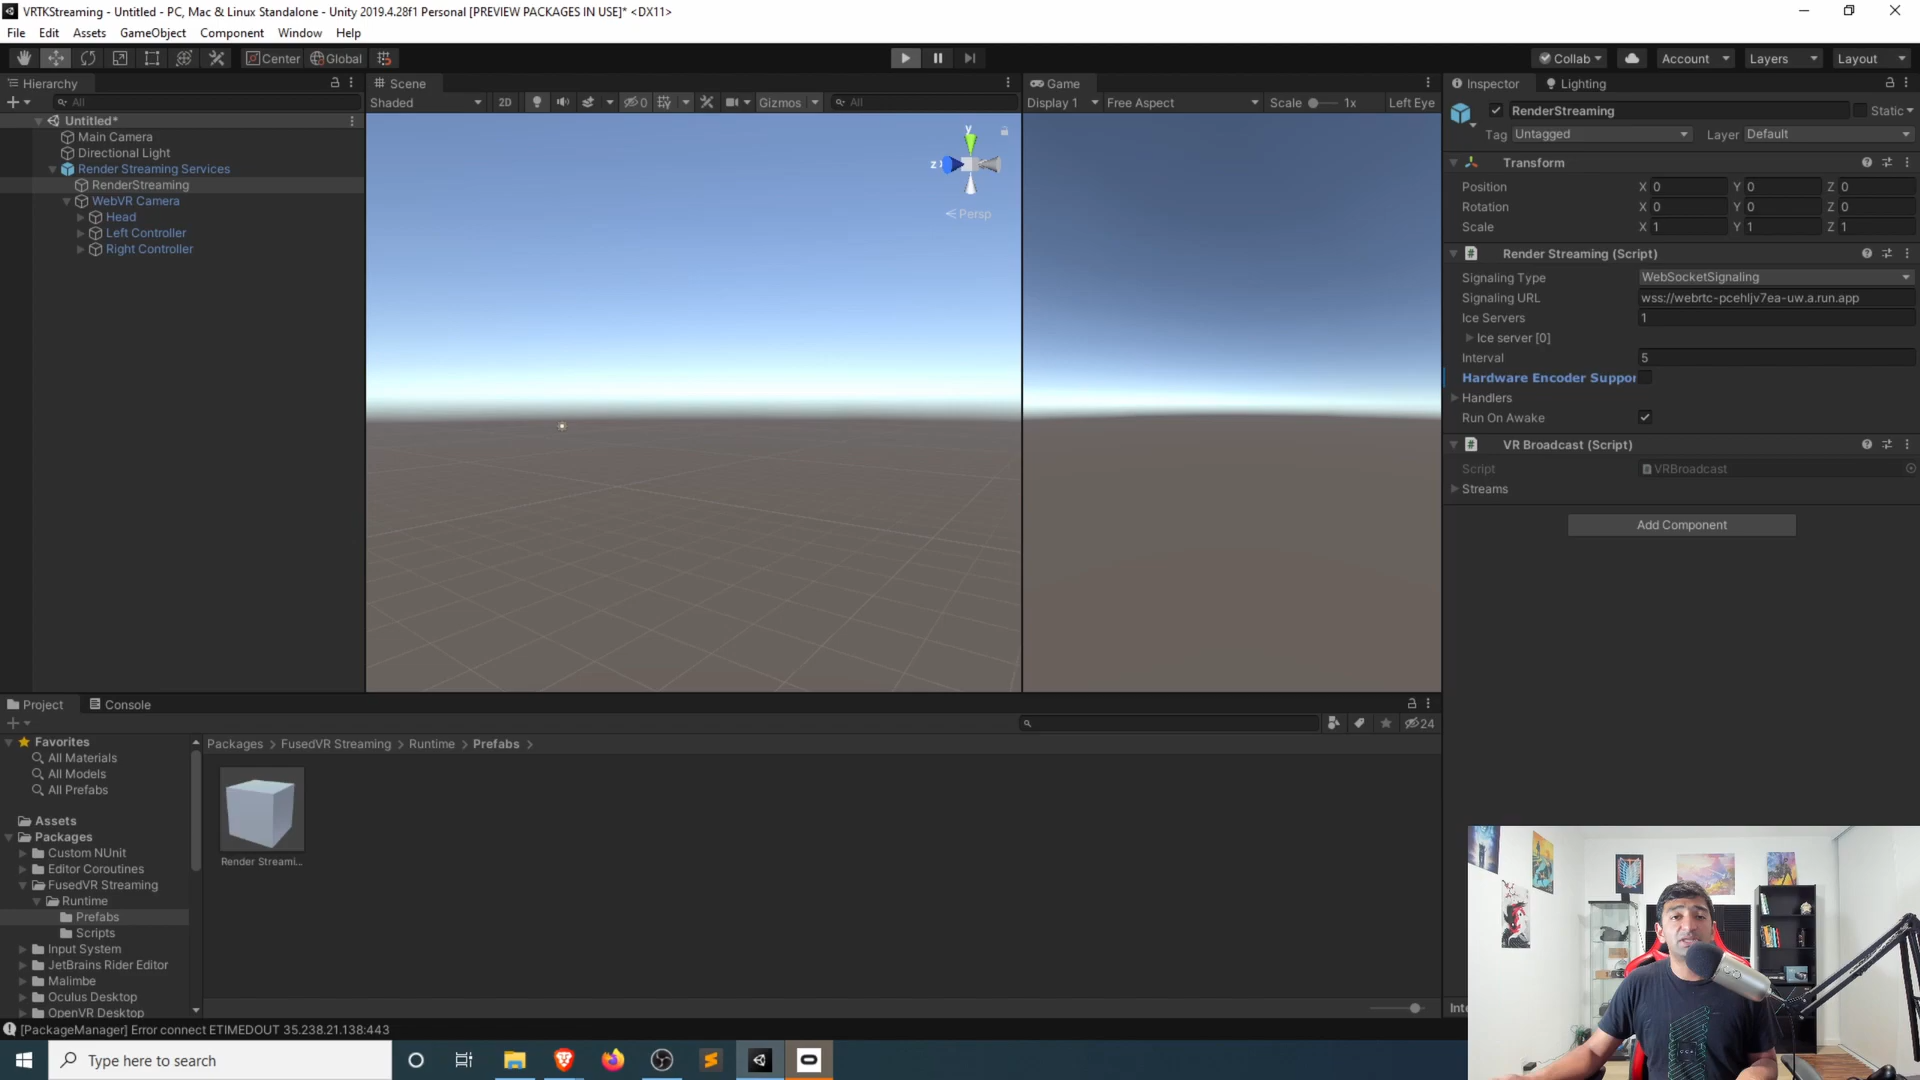 VRTKStreaming - Untitled - PC, Mac & Linux Standalone - Unity 2019.4.28f1 Personal [PREVIEW PACKAGES IN USE]* <DX11>
File Edit Assets GameObject Component Window Help
Center Global Collab Account Layers Layout
Hierarchy
All
Untitled*
Main Camera
Directional Light
Render Streaming Services
RenderStreaming
WebVR Camera
Head
Left Controller
Right Controller
Scene
Shaded 2D 0 Gizmos All
y
z
Persp
Game
Display 1 Free Aspect Scale 1x Left Eye
Inspector Lighting
RenderStreaming Static
Tag Untagged Layer Default
Transform
Position X 0 Y 0 Z 0
Rotation X 0 Y 0 Z 0
Scale X 1 Y 1 Z 1
Render Streaming (Script)
Signaling Type WebSocketSignaling
Signaling URL wss://webrtc-pcehljv7ea-uw.a.run.app
Ice Servers 1
Ice server [0]
Interval 5
Hardware Encoder Suppor
Handlers
Run On Awake
VR Broadcast (Script)
Script VRBroadcast
Streams
Add Component
Project Console
24
Favorites
All Materials
All Models
All Prefabs
Assets
Packages
Custom NUnit
Editor Coroutines
FusedVR Streaming
Runtime
Prefabs
Scripts
Input System
JetBrains Rider Editor
Malimbe
Oculus Desktop
OpenVR Desktop
Packages > FusedVR Streaming > Runtime > Prefabs >
Render Streami...
Inte
[PackageManager] Error connect ETIMEDOUT 35.238.21.138:443
Type here to search